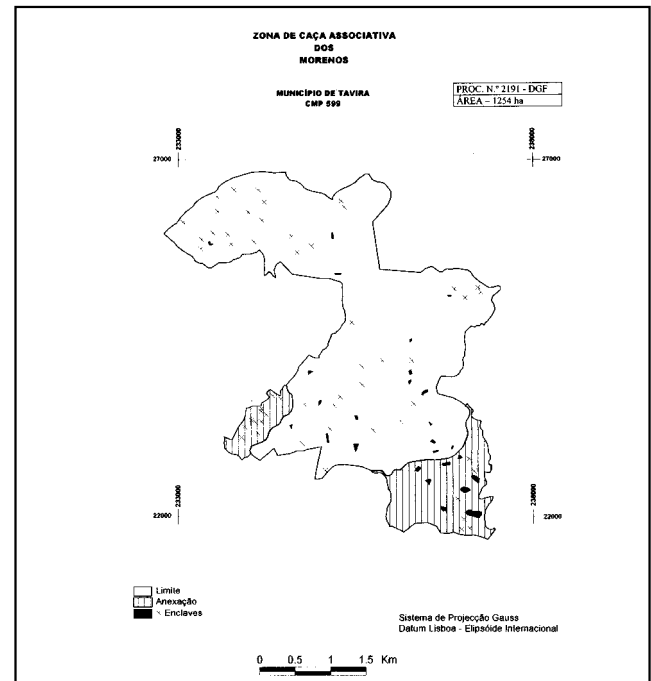 ZONA DE CAÇA ASSOCIATIVA
DOS
MORENOS
MUNICÍPIO DE TAVIRA
CMP 599
PROC. N.º 2191 - DGF
ÁREA – 1254 ha
233000
238000
27000
27000
22000
22000
233000
238000
Limite
Anexação
Enclaves
Sistema de Projecção Gauss
Datum Lisboa - Elipsóide Internacional
0 0.5 1 1.5 Km